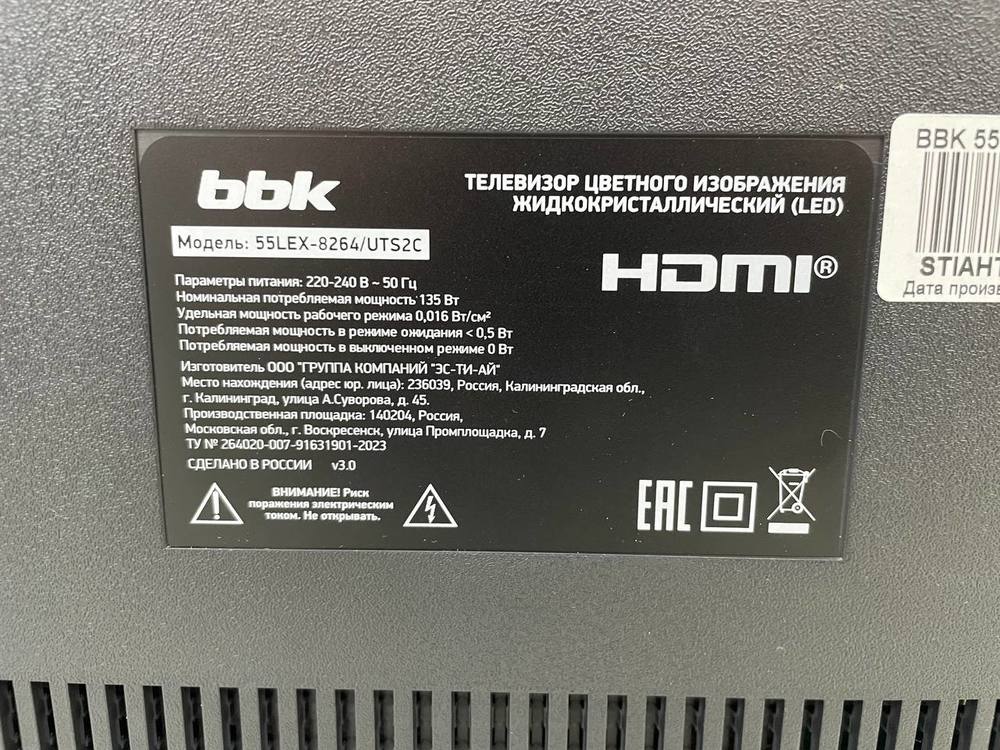 bbk
ТЕЛЕВИЗОР ЦВЕТНОГО ИЗОБРАЖЕНИЯ
ЖИДКОКРИСТАЛЛИЧЕСКИЙ (LED)
Модель: 55LEX-8264/UTS2C
HDMI®
Параметры питания: 220-240 В ~ 50 Гц
Номинальная потребляемая мощность 135 Вт
Удельная мощность рабочего режима 0,016 Вт/см²
Потребляемая мощность в режиме ожидания < 0,5 Вт
Потребляемая мощность в выключенном режиме 0 Вт
Изготовитель ООО "ГРУППА КОМПАНИЙ "ЭС-ТИ-АЙ"
Место нахождения (адрес юр. лица): 236039, Россия, Калининградская обл.,
г. Калининград, улица А.Суворова, д. 45.
Производственная площадка: 140204, Россия,
Московская обл., г. Воскресенск, улица Промплощадка, д. 7
ТУ № 264020-007-91631901-2023
СДЕЛАНО В РОССИИ v3.0
ВНИМАНИЕ! Риск
поражения электрическим
током. Не открывать.
EAC
BBK 55
STIAHT
Дата произв